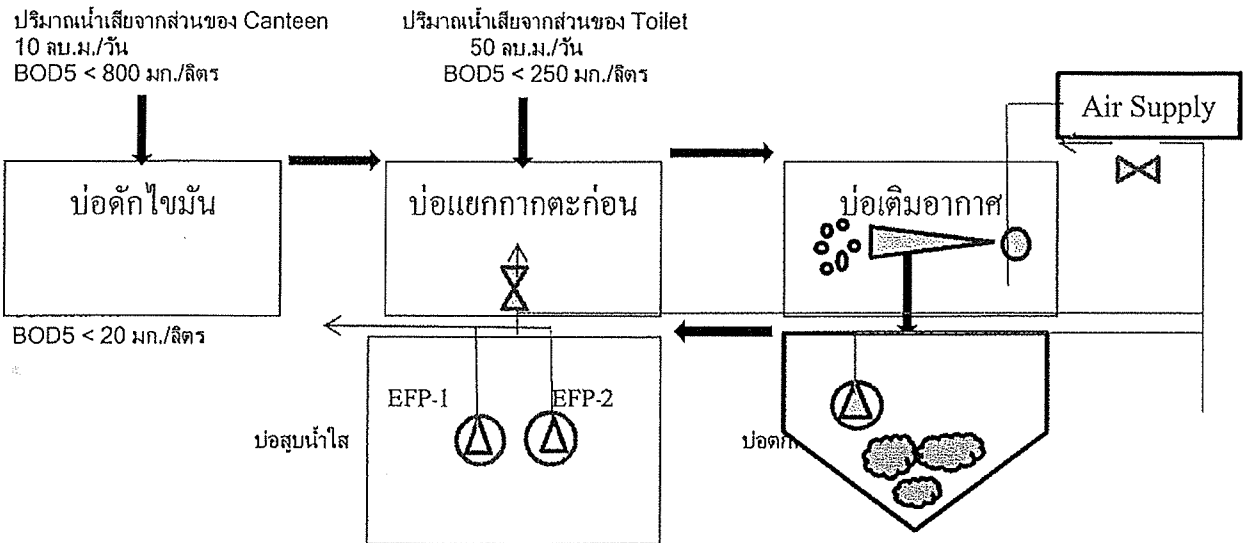 ปริมาณน้ำเสียจากส่วนของ Canteen
10 ลบ.ม./วัน
BOD5 < 800 มก./ลิตร
ปริมาณน้ำเสียจากส่วนของ Toilet
50 ลบ.ม./วัน
BOD5 < 250 มก./ลิตร
Air Supply
บ่อดักไขมัน
บ่อแยกกากตะก่อน
บ่อเติมอากาศ
BOD5 < 20 มก./ลิตร
EFP-1
EFP-2
บ่อสูบน้ำใส